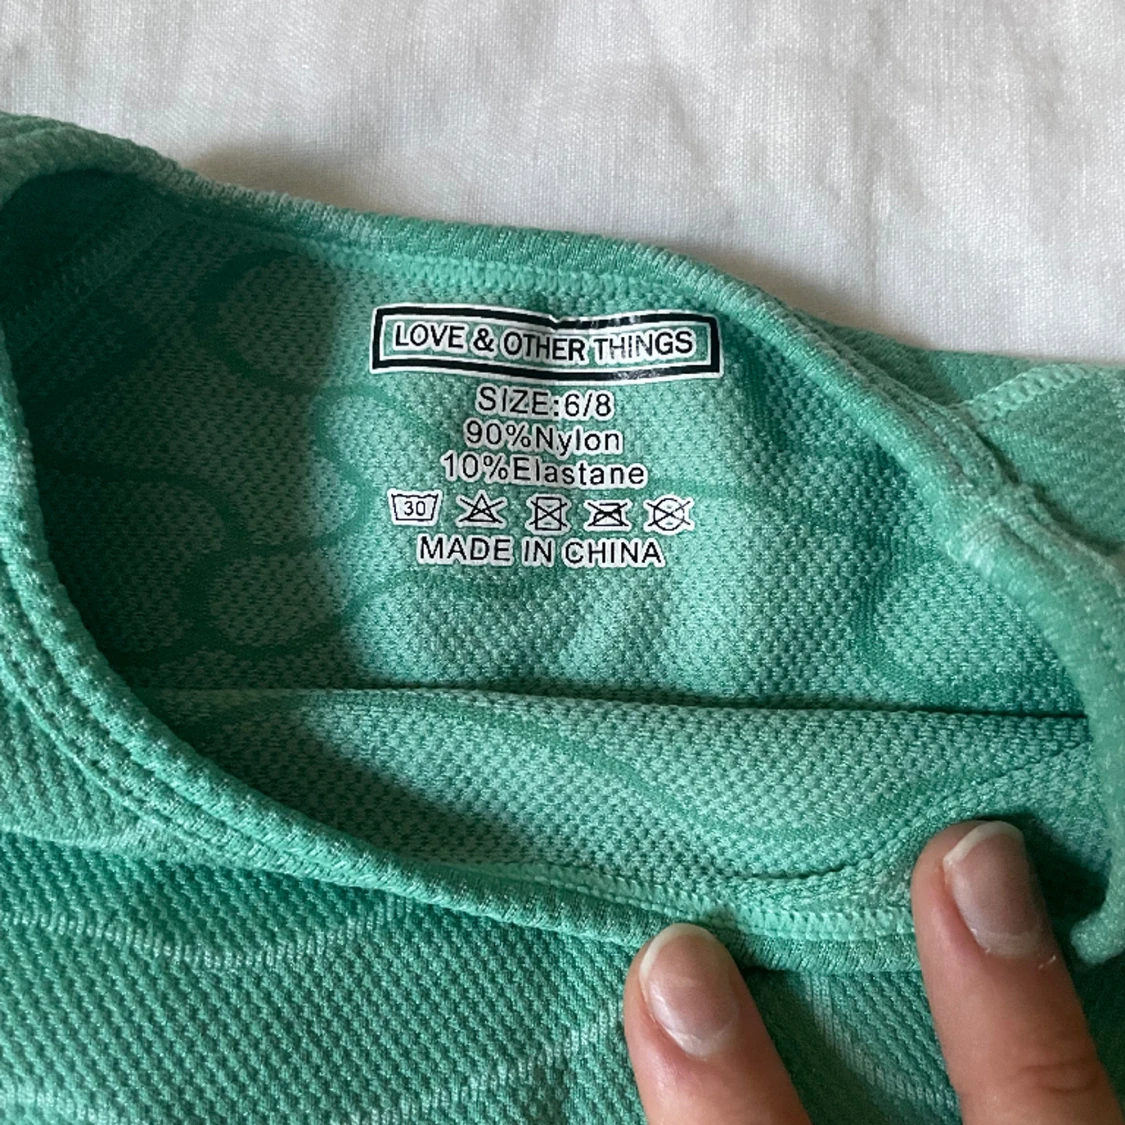 LOVE & OTHER THINGS
SIZE:6/8
90%Nylon
10%Elastane
30
MADE IN CHINA